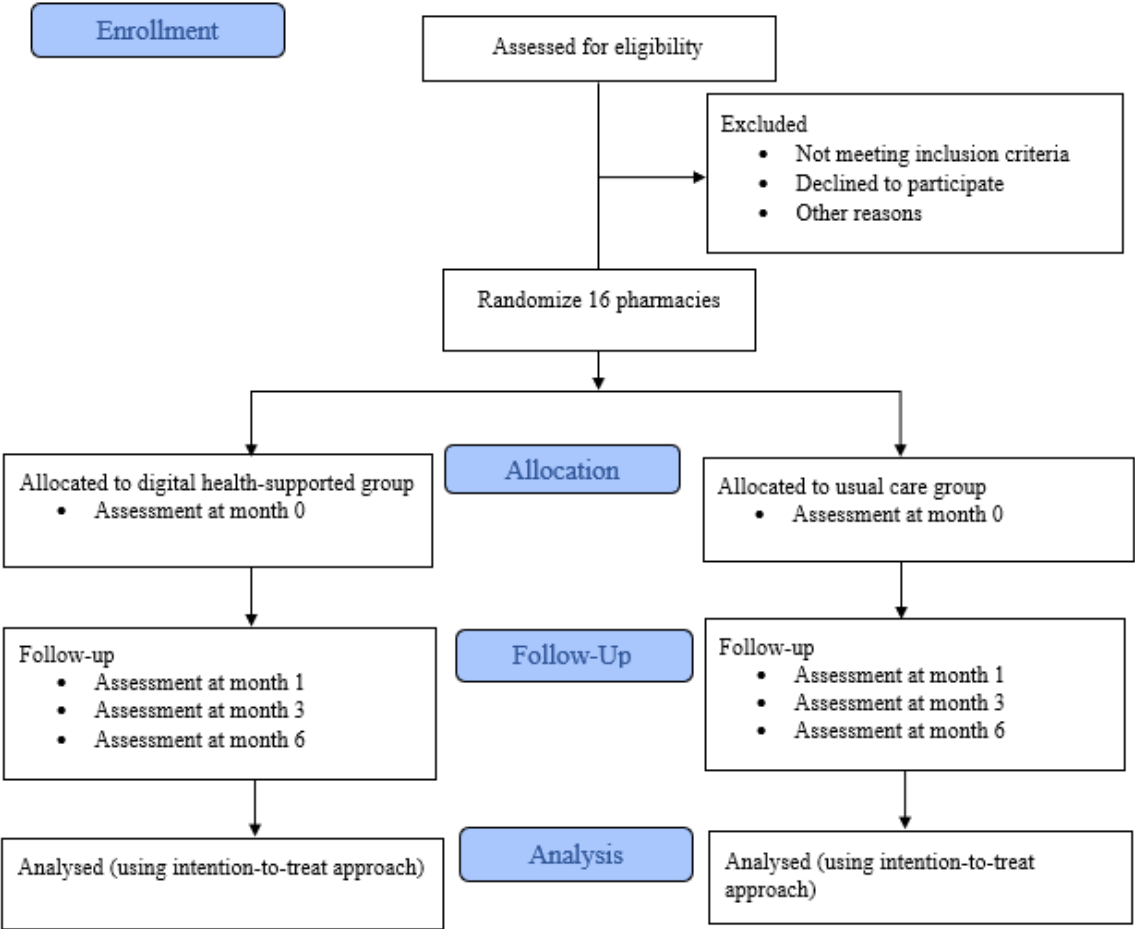 Enrollment
Assessed for eligibility
Excluded
• Not meeting inclusion criteria
• Declined to participate
• Other reasons
Randomize 16 pharmacies
Allocation
Allocated to digital health-supported group
• Assessment at month 0
Allocated to usual care group
• Assessment at month 0
Follow-Up
Follow-up
• Assessment at month 1
• Assessment at month 3
• Assessment at month 6
Follow-up
• Assessment at month 1
• Assessment at month 3
• Assessment at month 6
Analysis
Analysed (using intention-to-treat approach)
Analysed (using intention-to-treat
approach)